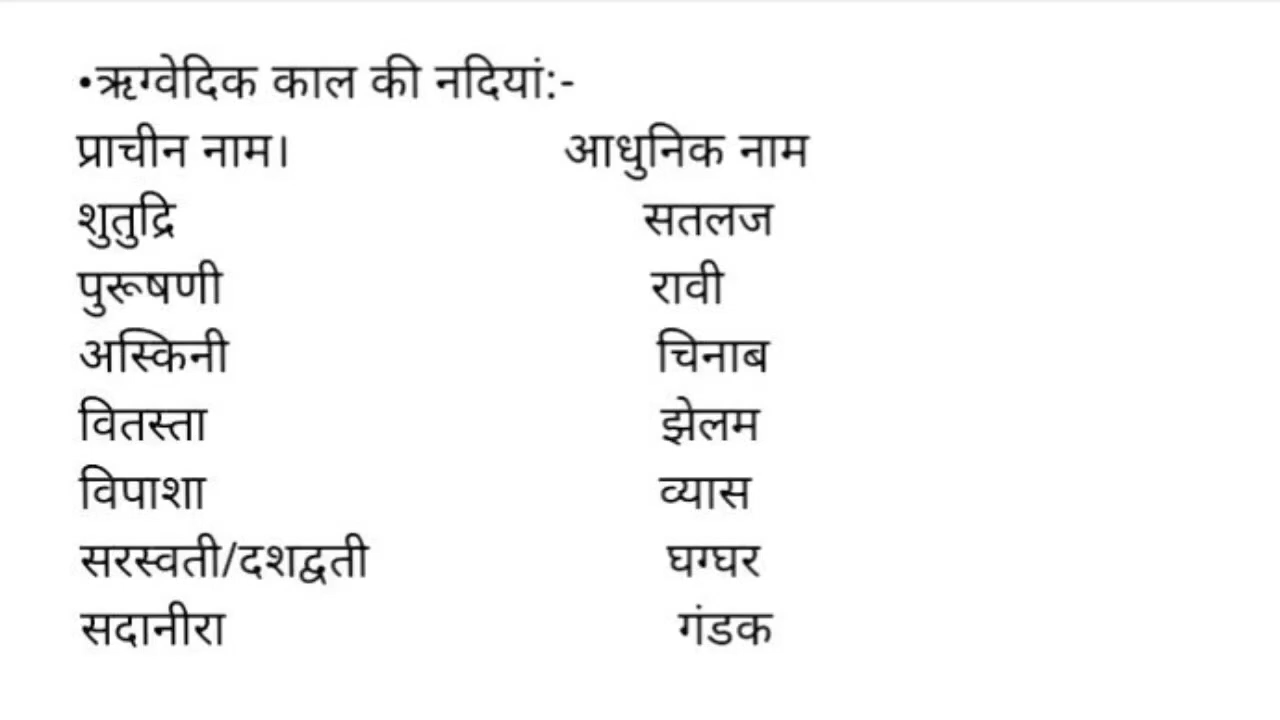 •ऋग्वेदिक काल की नदियां:-
प्राचीन नाम। आधुनिक नाम
शुतुद्रि सतलज
पुरूषणी रावी
अस्किनी चिनाब
वितस्ता झेलम
विपाशा व्यास
सरस्वती/दशद्वती घग्घर
सदानीरा गंडक